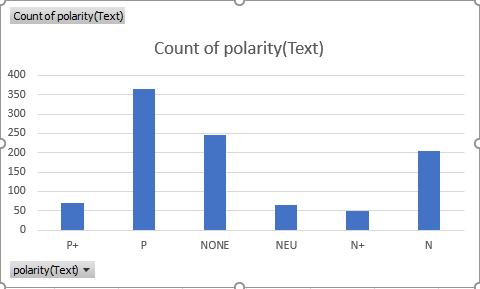 Count of polarity(Text)
Count of polarity(Text)
400
350
300
250
200
150
100
50
0
P+ P NONE NEU N+ N
polarity(Text)